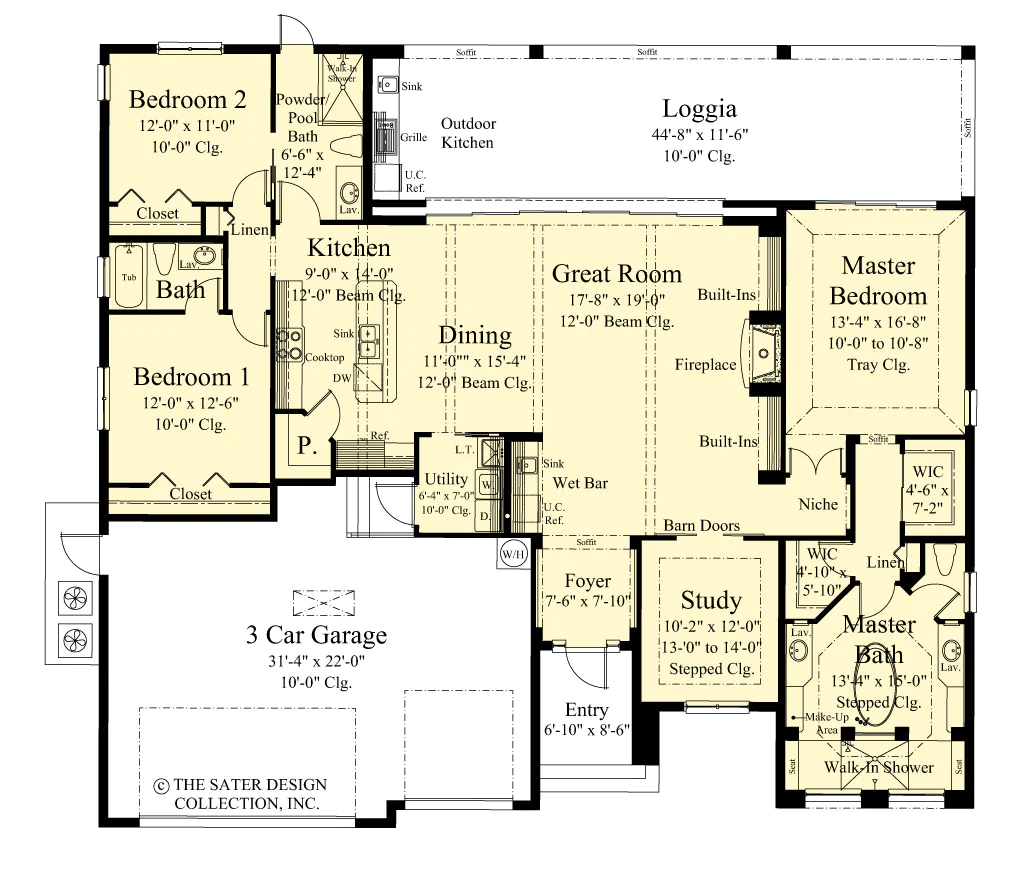 Soffit
Soffit
Soffit
Walk-In
Shower
Bedroom 2
12'-0" x 11'-0"
10'-0" Clg.
Powder/
Pool
Bath
6'-6" x
12'-4"
Lav.
Sink
Grille
U.C.
Ref.
Outdoor
Kitchen
Loggia
44'-8" x 11'-6"
10'-0" Clg.
Closet
Linen
Tub
Lav.
Bath
Kitchen
9'-0" x 14'-0"
12'-0" Beam Clg.
Sink
Cooktop
DW
Dining
11'-0"" x 15'-4"
12'-0" Beam Clg.
Great Room
17'-8" x 19'-0"
12'-0" Beam Clg.
Built-Ins
Fireplace
Built-Ins
Master
Bedroom
13'-4" x 16'-8"
10'-0" to 10'-8"
Tray Clg.
Bedroom 1
12'-0" x 12'-6"
10'-0" Clg.
Closet
P.
Ref.
L.T.
W.
D.
Utility
6'-4" x 7'-0"
10'-0" Clg.
Sink
Wet Bar
U.C.
Ref.
Soffit
Niche
WIC
4'-6" x
7'-2"
Barn Doors
Soffit
W/H
Foyer
7'-6" x 7'-10"
Study
10'-2" x 12'-0"
13'-0" to 14'-0"
Stepped Clg.
WIC
4'-10" x
5'-10"
Linen
Lav.
Master
Bath
13'-4" x 15'-0"
Stepped Clg.
Lav.
Make-Up
Area
Seat
Walk-In Shower
Seat
3 Car Garage
31'-4" x 22'-0"
10'-0" Clg.
Entry
6'-10" x 8'-6"
© THE SATER DESIGN
COLLECTION, INC.